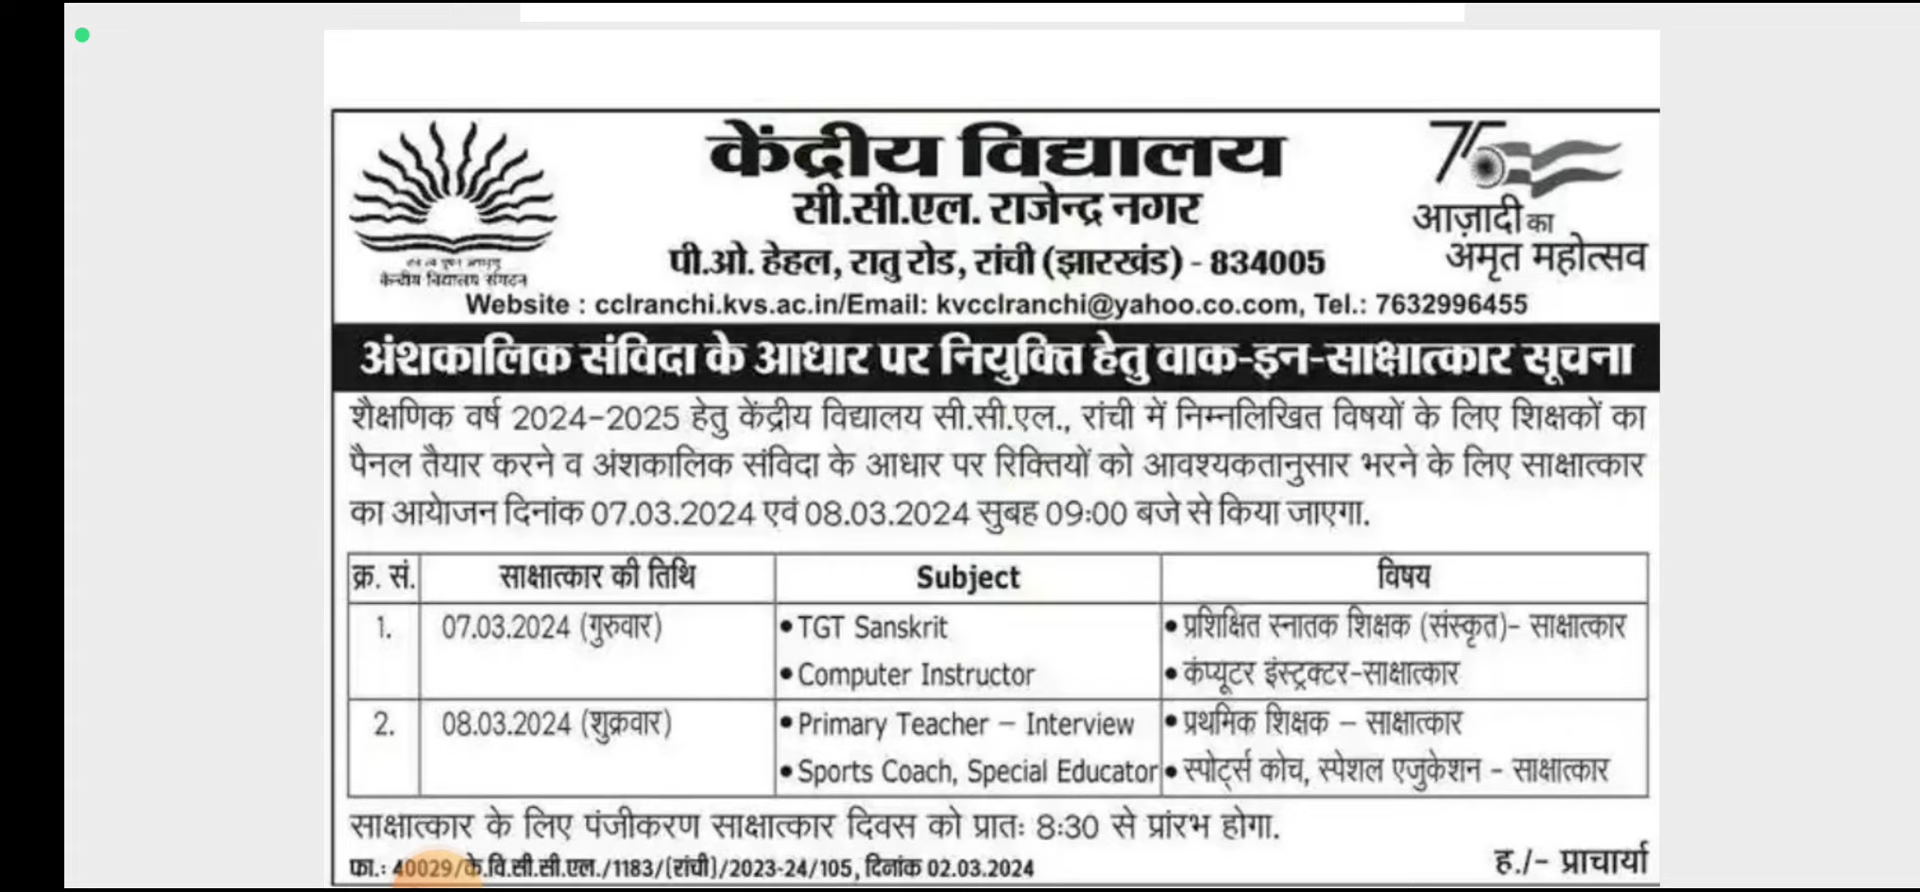 केंद्रीय विद्यालय
सी.सी.एल. राजेन्द्र नगर
पी.ओ. हेहल, रातु रोड, रांची (झारखंड) - 834005
Website : cclranchi.kvs.ac.in/Email: kvcclranchi@yahoo.co.com, Tel.: 7632996455
केन्द्रीय विद्यालय संगठन
75
आज़ादी का
अमृत महोत्सव
अंशकालिक संविदा के आधार पर नियुक्ति हेतु वाक-इन-साक्षात्कार सूचना
शैक्षणिक वर्ष 2024-2025 हेतु केंद्रीय विद्यालय सी.सी.एल., रांची में निम्नलिखित विषयों के लिए शिक्षकों का
पैनल तैयार करने व अंशकालिक संविदा के आधार पर रिक्तियों को आवश्यकतानुसार भरने के लिए साक्षात्कार
का आयोजन दिनांक 07.03.2024 एवं 08.03.2024 सुबह 09:00 बजे से किया जाएगा.
क्र. सं. साक्षात्कार की तिथि Subject विषय
1. 07.03.2024 (गुरुवार) • TGT Sanskrit • प्रशिक्षित स्नातक शिक्षक (संस्कृत)- साक्षात्कार
• Computer Instructor • कंप्यूटर इंस्ट्रक्टर-साक्षात्कार
2. 08.03.2024 (शुक्रवार) • Primary Teacher – Interview • प्रथमिक शिक्षक – साक्षात्कार
• Sports Coach, Special Educator • स्पोर्ट्स कोच, स्पेशल एजुकेशन - साक्षात्कार
साक्षात्कार के लिए पंजीकरण साक्षात्कार दिवस को प्रातः 8:30 से प्रांरभ होगा.
फा.: 40029/के.वि.सी.सी.एल./1183/(रांची)/2023-24/105, दिनांक 02.03.2024
ह./- प्राचार्या